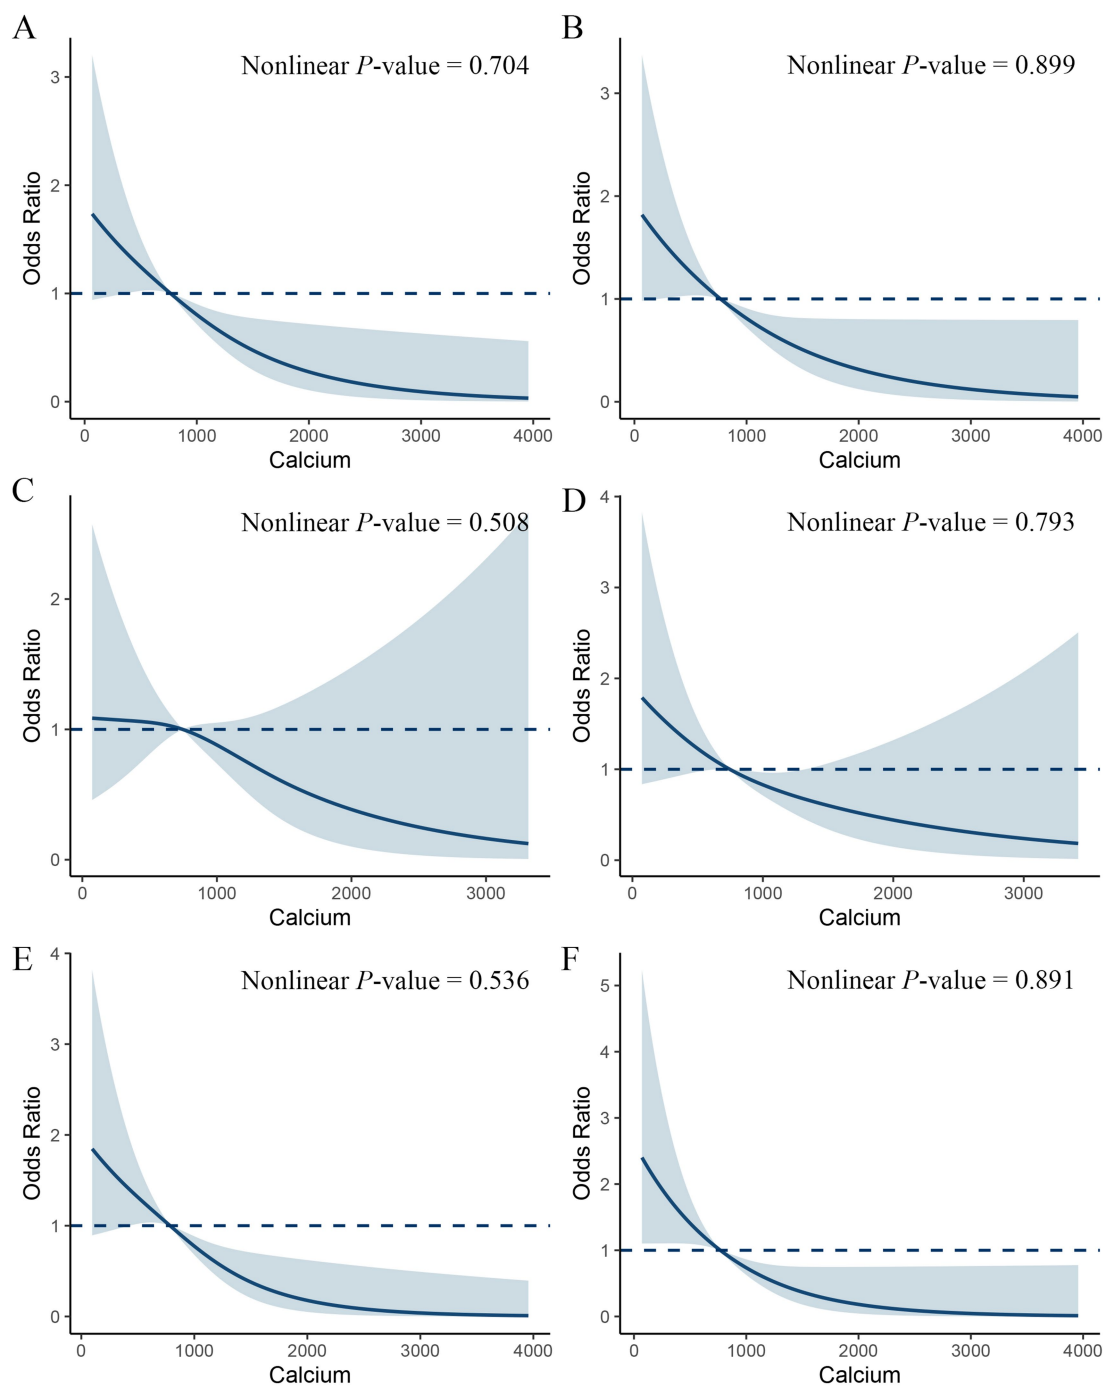 A
Nonlinear P-value = 0.704
Odds Ratio
3
2
1
0
0 1000 2000 3000 4000
Calcium
B
Nonlinear P-value = 0.899
Odds Ratio
3
2
1
0
0 1000 2000 3000 4000
Calcium
C
Nonlinear P-value = 0.508
Odds Ratio
2
1
0
0 1000 2000 3000
Calcium
D
Nonlinear P-value = 0.793
Odds Ratio
4
3
2
1
0
0 1000 2000 3000
Calcium
E
Nonlinear P-value = 0.536
Odds Ratio
4
3
2
1
0
0 1000 2000 3000 4000
Calcium
F
Nonlinear P-value = 0.891
Odds Ratio
5
4
3
2
1
0
0 1000 2000 3000 4000
Calcium